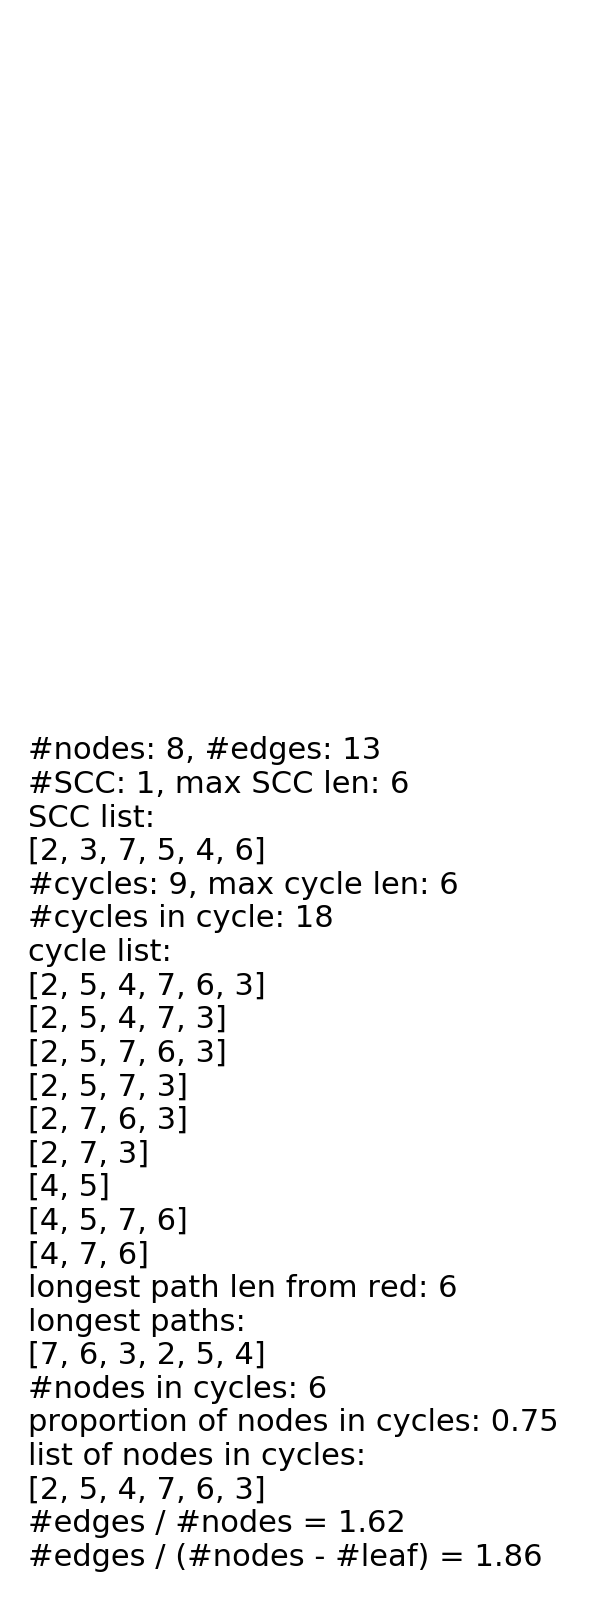 #nodes: 8, #edges: 13
#SCC: 1, max SCC len: 6
SCC list:
[2, 3, 7, 5, 4, 6]
#cycles: 9, max cycle len: 6
#cycles in cycle: 18
cycle list:
[2, 5, 4, 7, 6, 3]
[2, 5, 4, 7, 3]
[2, 5, 7, 6, 3]
[2, 5, 7, 3]
[2, 7, 6, 3]
[2, 7, 3]
[4, 5]
[4, 5, 7, 6]
[4, 7, 6]
longest path len from red: 6
longest paths:
[7, 6, 3, 2, 5, 4]
#nodes in cycles: 6
proportion of nodes in cycles: 0.75
list of nodes in cycles:
[2, 5, 4, 7, 6, 3]
#edges / #nodes = 1.62
#edges / (#nodes - #leaf) = 1.86